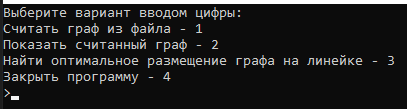 Выберите вариант вводом цифры:
Считать граф из файла - 1
Показать считанный граф - 2
Найти оптимальное размещение графа на линейке - 3
Закрыть программу - 4
>